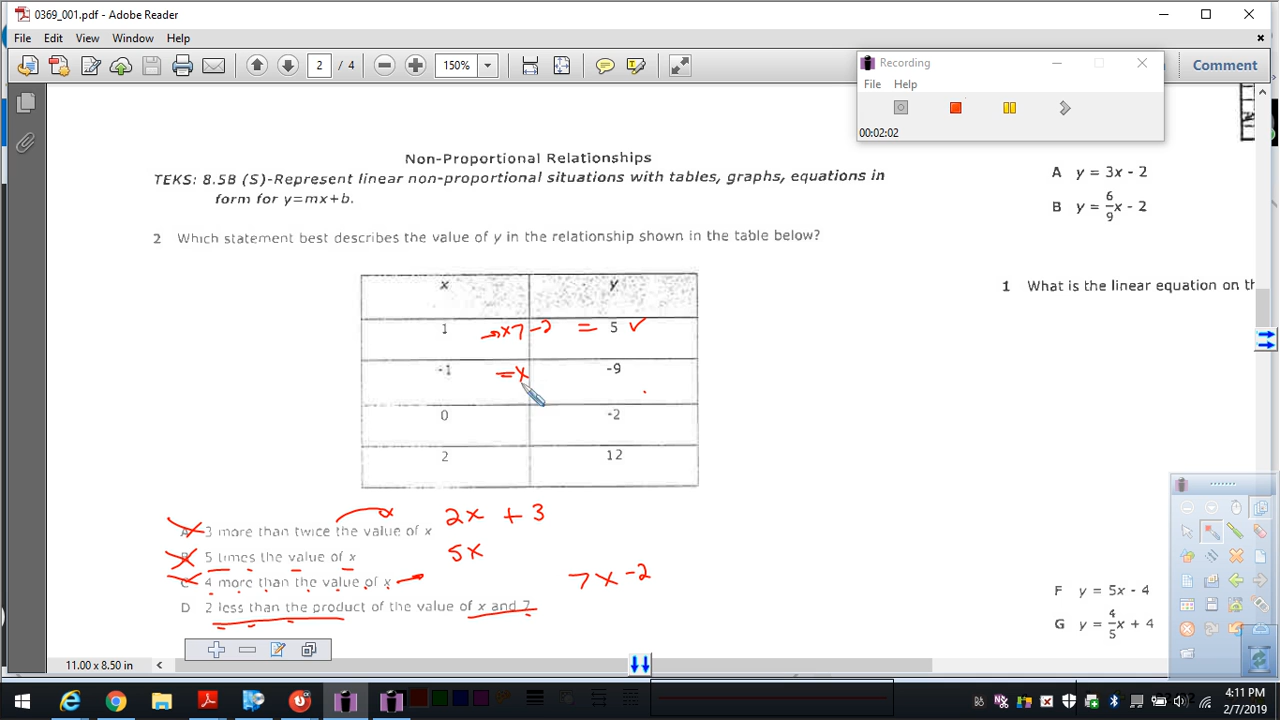 0369_001.pdf - Adobe Reader
File Edit View Window Help
2 / 4 150% Comment
Recording
File Help
00:02:02
Non-Proportional Relationships
TEKS: 8.5B (S)-Represent linear non-proportional situations with tables, graphs, equations in
form for y=mx+b.
A y = 3x - 2
B y = 6/9 x - 2
2 Which statement best describes the value of y in the relationship shown in the table below?
x y
1 →x7 -2 = 5 ✓
-1 =x -9
0 -2
2 12
1 What is the linear equation on th
A 3 more than twice the value of x 2x + 3
B 5 times the value of x 5x
C 4 more than the value of x
7x -2
D 2 less than the product of the value of x and 7
F y = 5x - 4
G y = 4/5 x + 4
11.00 x 8.50 in
4:11 PM
2/7/2019